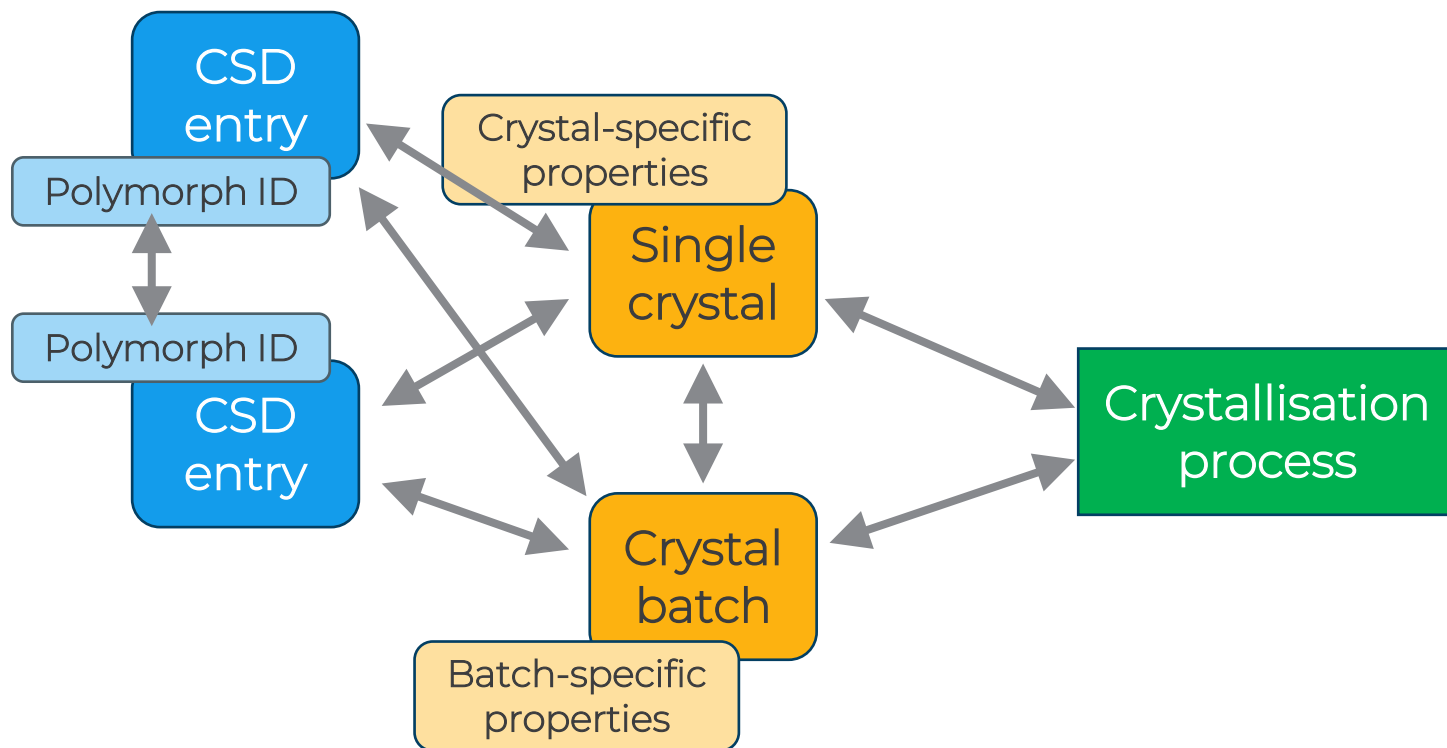 CSD
entry
Polymorph ID
Polymorph ID
CSD
entry
Crystal-specific
properties
Single
crystal
Crystal
batch
Batch-specific
properties
Crystallisation
process